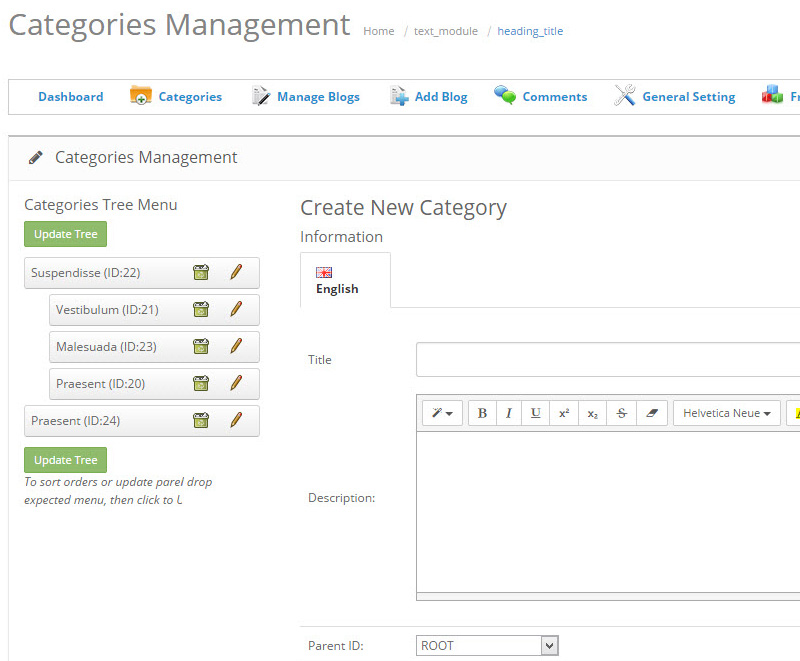 Categories Management Home / text_module / heading_title
Dashboard Categories Manage Blogs Add Blog Comments General Setting Fr
Categories Management
Categories Tree Menu
Update Tree
Suspendisse (ID:22)
Vestibulum (ID:21)
Malesuada (ID:23)
Praesent (ID:20)
Praesent (ID:24)
Update Tree
To sort orders or update parel drop
expected menu, then click to U
Create New Category
Information
English
Title
B I U x² x₂ S Helvetica Neue A
Description:
Parent ID: ROOT